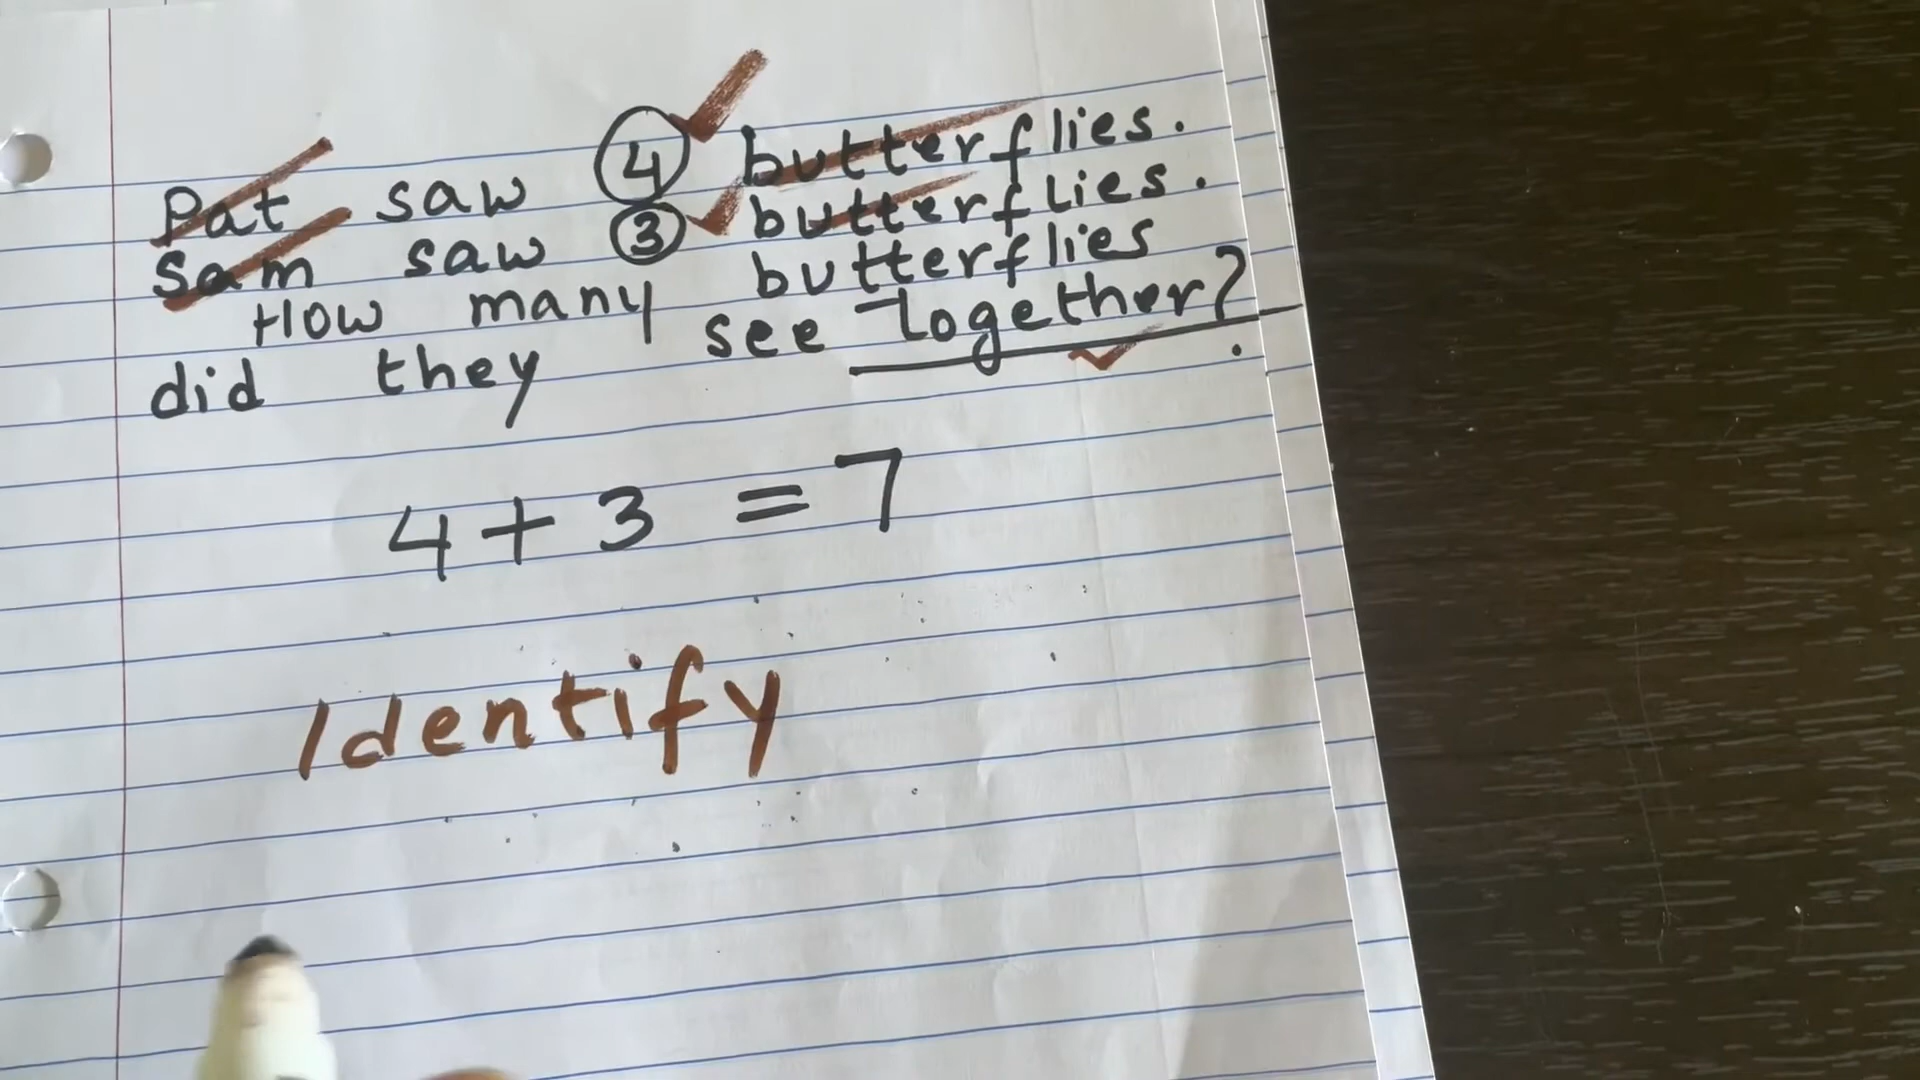 Pat saw 4 butterflies.
Sam saw 3 butterflies.
How many butterflies
did they see Together?
4 + 3 = 7
Identify